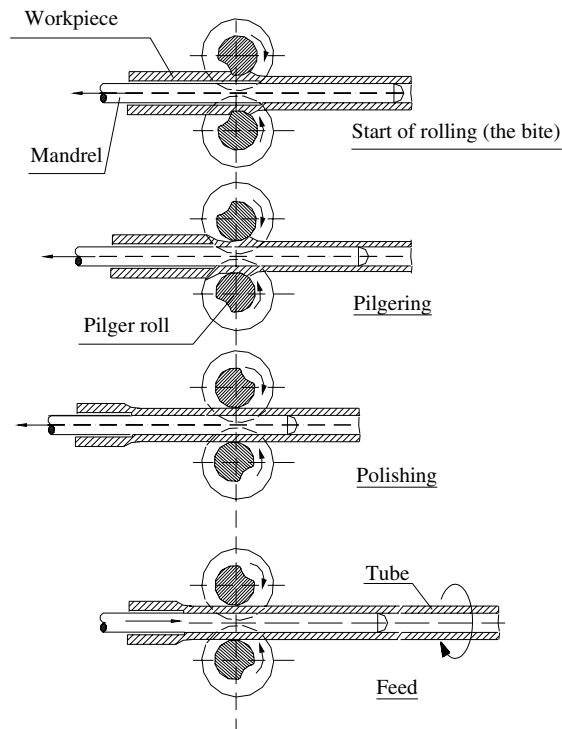 Workpiece
Start of rolling (the bite)
Mandrel
Pilgering
Pilger roll
Polishing
Tube
Feed